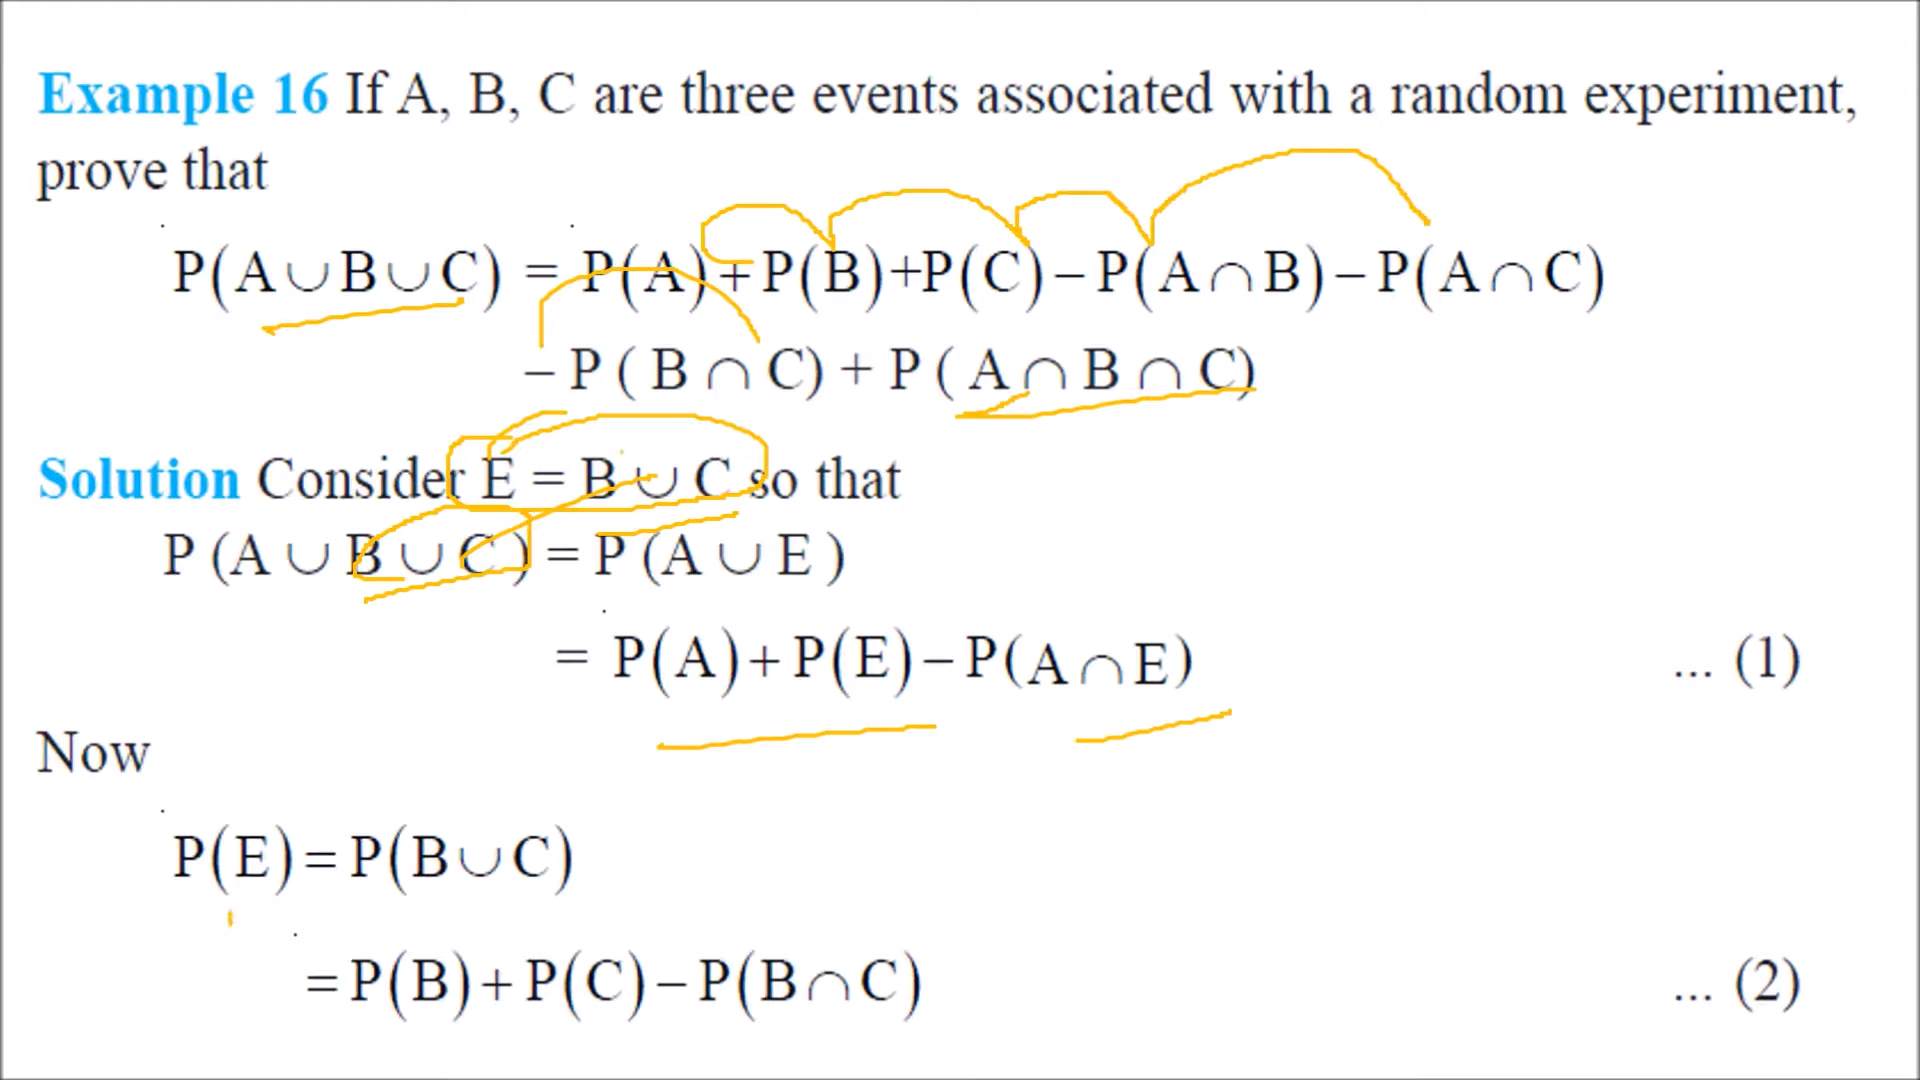 Example 16 If A, B, C are three events associated with a random experiment,
prove that
P(A∪B∪C) = P(A)+P(B)+P(C)−P(A∩B)−P(A∩C)
−P ( B ∩ C) + P ( A ∩ B ∩ C)
Solution Consider E = B ∪ C so that
P (A ∪ B ∪ C ) = P (A ∪ E )
= P(A)+P(E)−P(A∩E) ... (1)
Now
P(E)=P(B∪C)
=P(B)+P(C)−P(B∩C) ... (2)